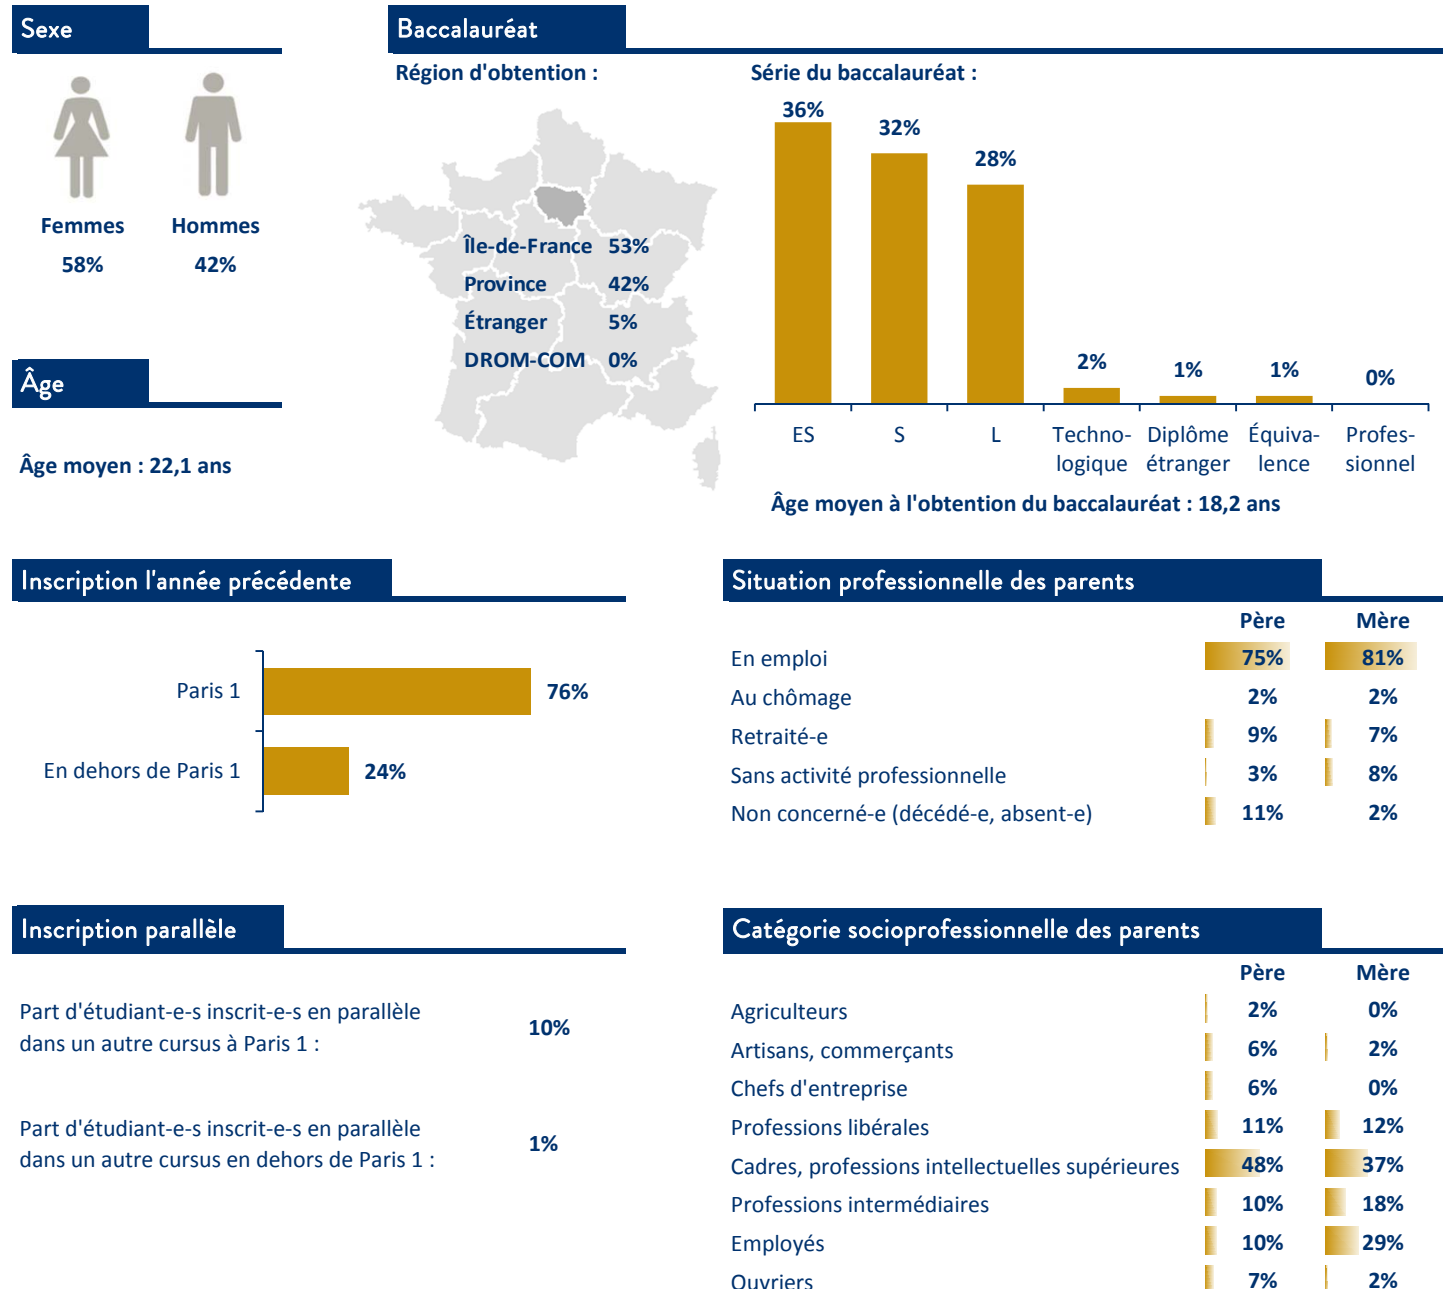 Sexe
Femmes Hommes
58% 42%
Âge
Âge moyen : 22,1 ans
Baccalauréat
Région d'obtention :
Île-de-France 53%
Province 42%
Étranger 5%
DROM-COM 0%
Série du baccalauréat :
36%
32%
28%
2%
1%
1%
0%
ES S L Techno- Diplôme Équiva- Profes-
logique étranger lence sionnel
Âge moyen à l'obtention du baccalauréat : 18,2 ans
Inscription l'année précédente
Paris 1 76%
En dehors de Paris 1 24%
Situation professionnelle des parents
Père Mère
En emploi 75% 81%
Au chômage 2% 2%
Retraité-e 9% 7%
Sans activité professionnelle 3% 8%
Non concerné-e (décédé-e, absent-e) 11% 2%
Inscription parallèle
Part d'étudiant-e-s inscrit-e-s en parallèle
dans un autre cursus à Paris 1 :
10%
Part d'étudiant-e-s inscrit-e-s en parallèle
dans un autre cursus en dehors de Paris 1 :
1%
Catégorie socioprofessionnelle des parents
Père Mère
Agriculteurs 2% 0%
Artisans, commerçants 6% 2%
Chefs d'entreprise 6% 0%
Professions libérales 11% 12%
Cadres, professions intellectuelles supérieures 48% 37%
Professions intermédiaires 10% 18%
Employés 10% 29%
Ouvriers 7% 2%